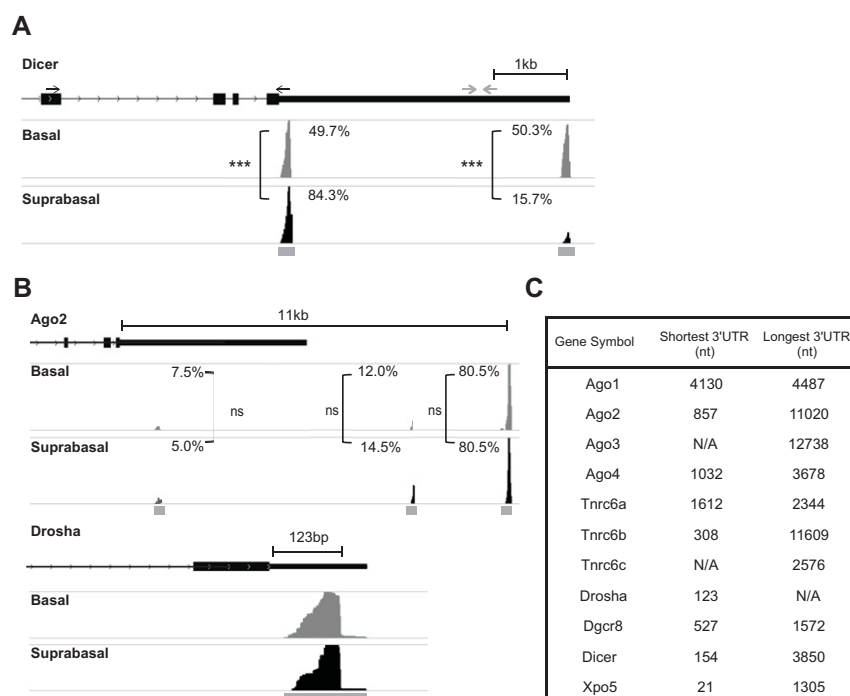 A
Dicer
1kb
Basal
49.7%
50.3%
***
***
Suprabasal
84.3%
15.7%
B
Ago2
11kb
Basal
7.5%
12.0%
80.5%
ns
ns
ns
Suprabasal
5.0%
14.5%
80.5%
Drosha
123bp
Basal
Suprabasal
C
Gene Symbol Shortest 3'UTR (nt) Longest 3'UTR (nt)
Ago1 4130 4487
Ago2 857 11020
Ago3 N/A 12738
Ago4 1032 3678
Tnrc6a 1612 2344
Tnrc6b 308 11609
Tnrc6c N/A 2576
Drosha 123 N/A
Dgcr8 527 1572
Dicer 154 3850
Xpo5 21 1305